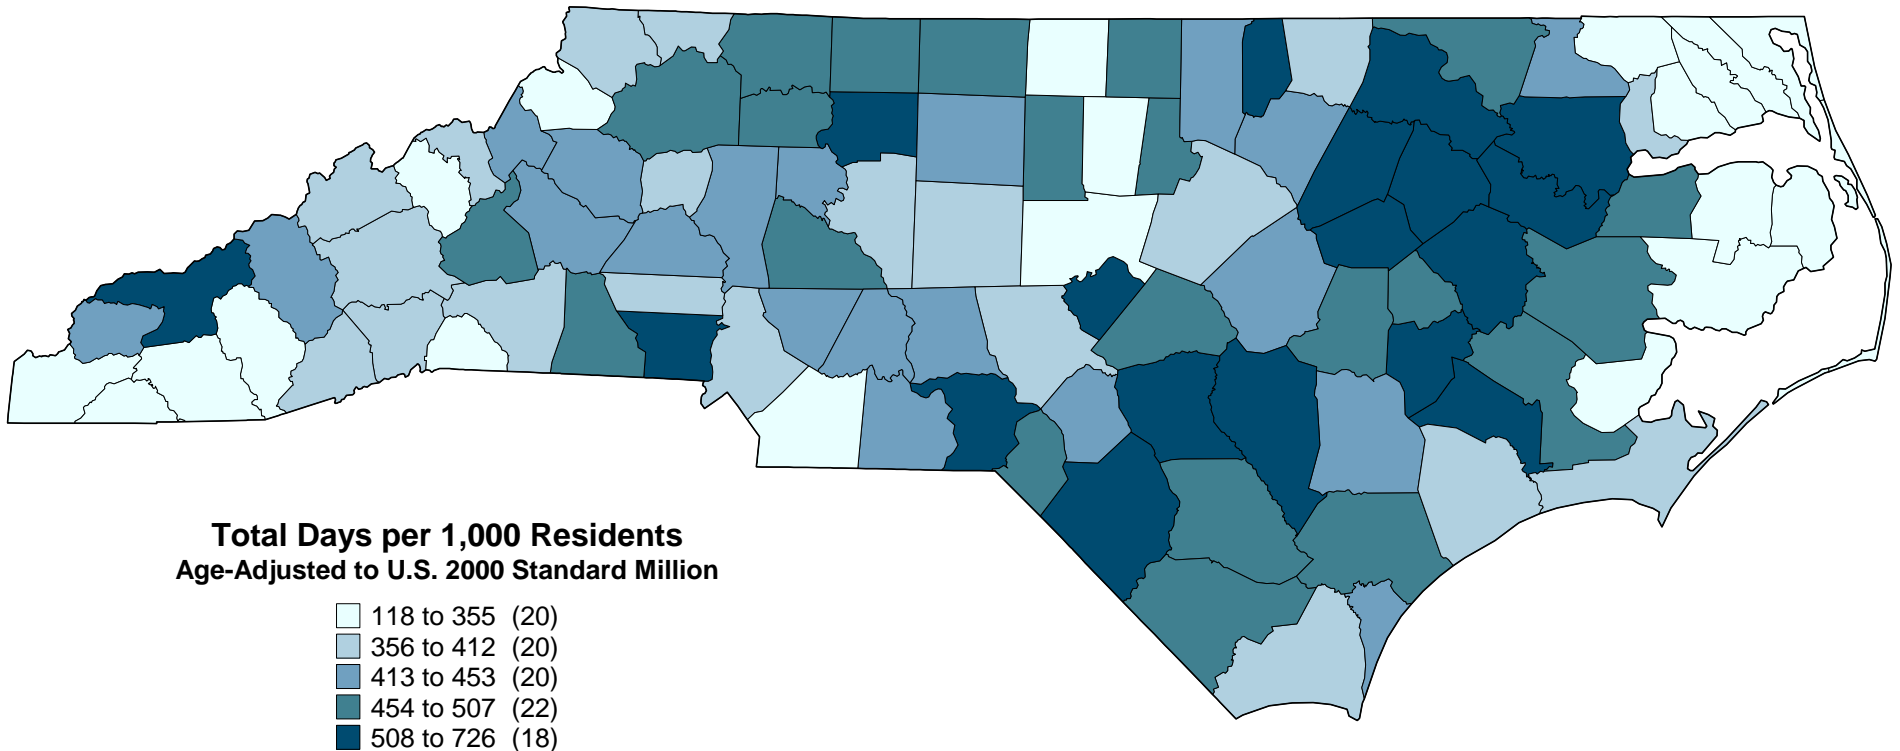 Total Days per 1,000 Residents
Age-Adjusted to U.S. 2000 Standard Million
118 to 355 (20)
356 to 412 (20)
413 to 453 (20)
454 to 507 (22)
508 to 726 (18)